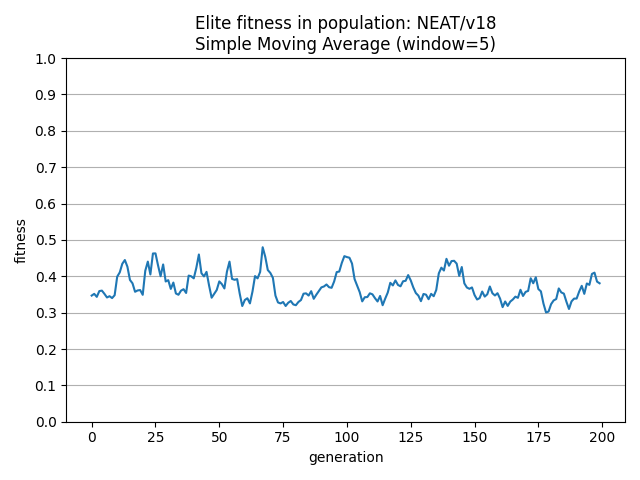 Elite fitness in population: NEAT/v18
Simple Moving Average (window=5)
1.0
0.9
0.8
0.7
0.6
0.5
0.4
0.3
0.2
0.1
0.0
fitness
0 25 50 75 100 125 150 175 200
generation